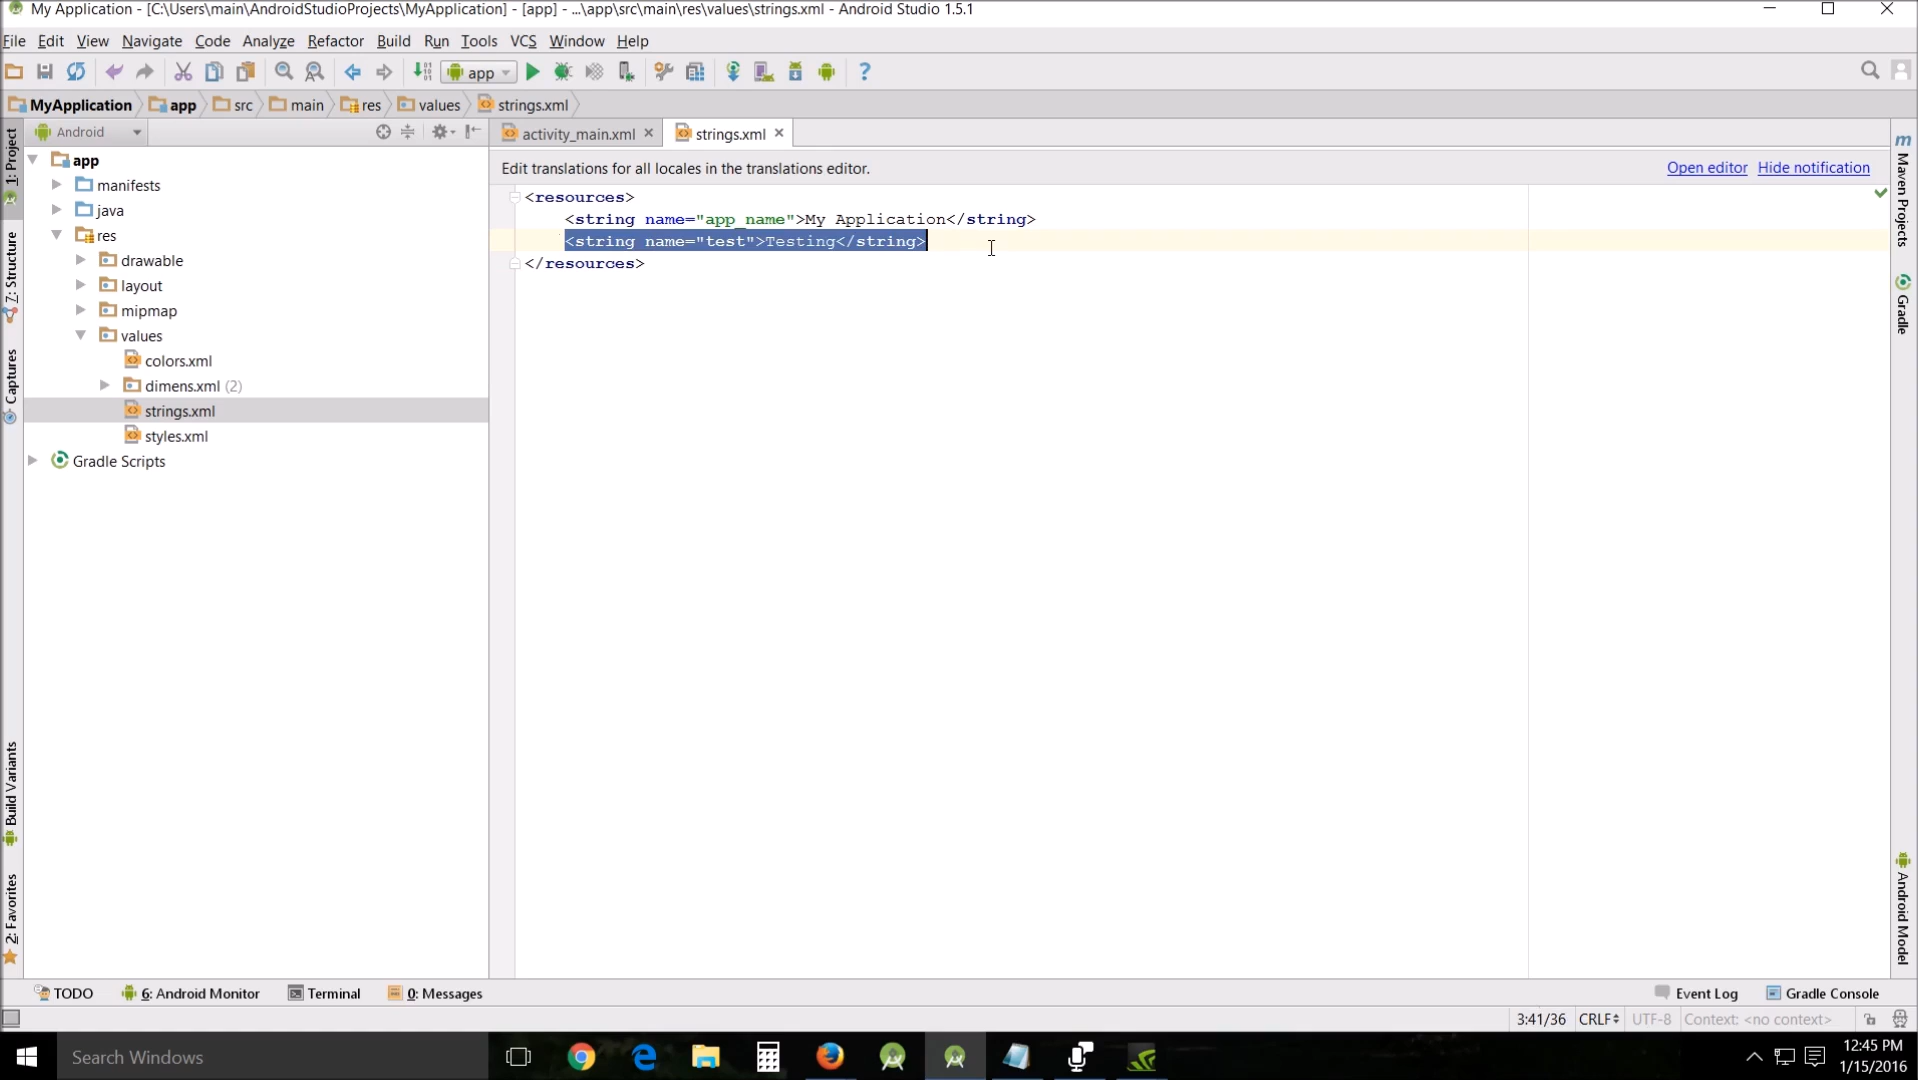 My Application - [C:\Users\main\AndroidStudioProjects\MyApplication] - [app] - ...\app\src\main\res\values\strings.xml - Android Studio 1.5.1
File Edit View Navigate Code Analyze Refactor Build Run Tools VCS Window Help
app
MyApplication app src main res values strings.xml
Android
activity_main.xml strings.xml
Edit translations for all locales in the translations editor.
Open editor Hide notification
<resources>
<string name="app_name">My Application</string>
<string name="test">Testing</string>
</resources>
app
manifests
java
res
drawable
layout
mipmap
values
colors.xml
dimens.xml (2)
strings.xml
styles.xml
Gradle Scripts
1: Project
7: Structure
Captures
Build Variants
2: Favorites
m
Maven Projects
Gradle
Android Model
TODO 6: Android Monitor Terminal 0: Messages
Event Log Gradle Console
3:41/36 CRLF UTF-8 Context: <no context>
Search Windows
12:45 PM
1/15/2016